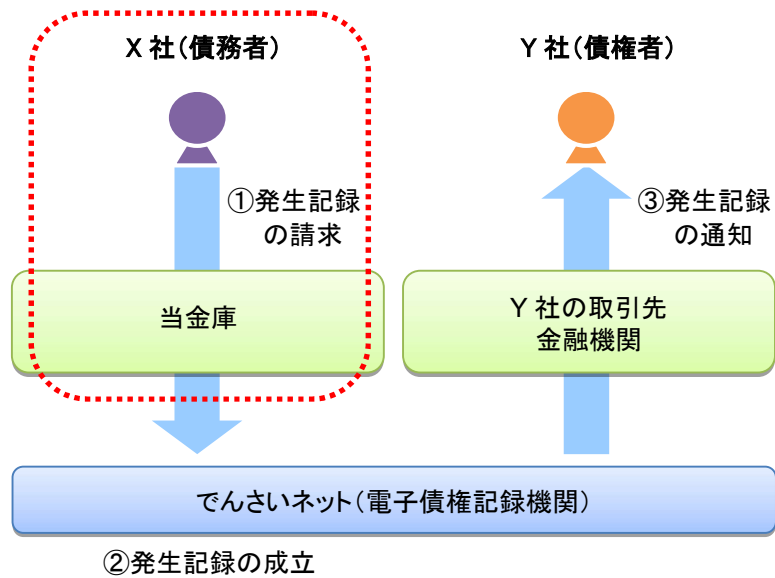 X 社(債務者)
Y 社(債権者)
①発生記録
の請求
③発生記録
の通知
当金庫
Y 社の取引先
金融機関
でんさいネット(電子債権記録機関)
②発生記録の成立